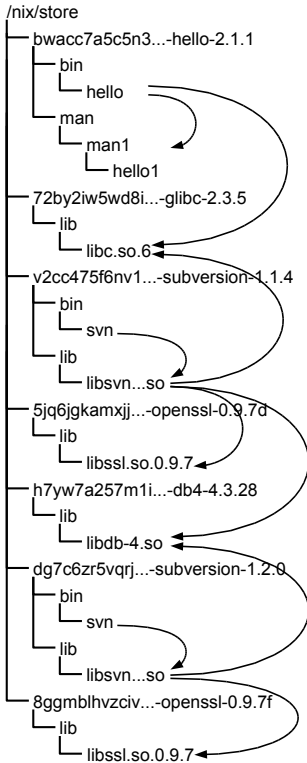 /nix/store
bwacc7a5c5n3...-hello-2.1.1
bin
hello
man
man1
hello1
72by2iw5wd8i...-glibc-2.3.5
lib
libc.so.6
v2cc475f6nv1...-subversion-1.1.4
bin
svn
lib
libsvn...so
5jq6jgkamxjj...-openssl-0.9.7d
lib
libssl.so.0.9.7
h7yw7a257m1i...-db4-4.3.28
lib
libdb-4.so
dg7c6zr5vqrj...-subversion-1.2.0
bin
svn
lib
libsvn...so
8ggmblhvzciv...-openssl-0.9.7f
lib
libssl.so.0.9.7